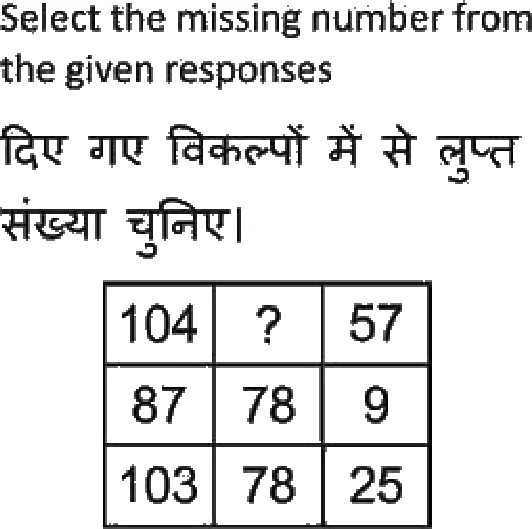 Select the missing number from
the given responses
दिए गए विकल्पों में से लुप्त
संख्या चुनिए।
104 ? 57
87 78 9
103 78 25